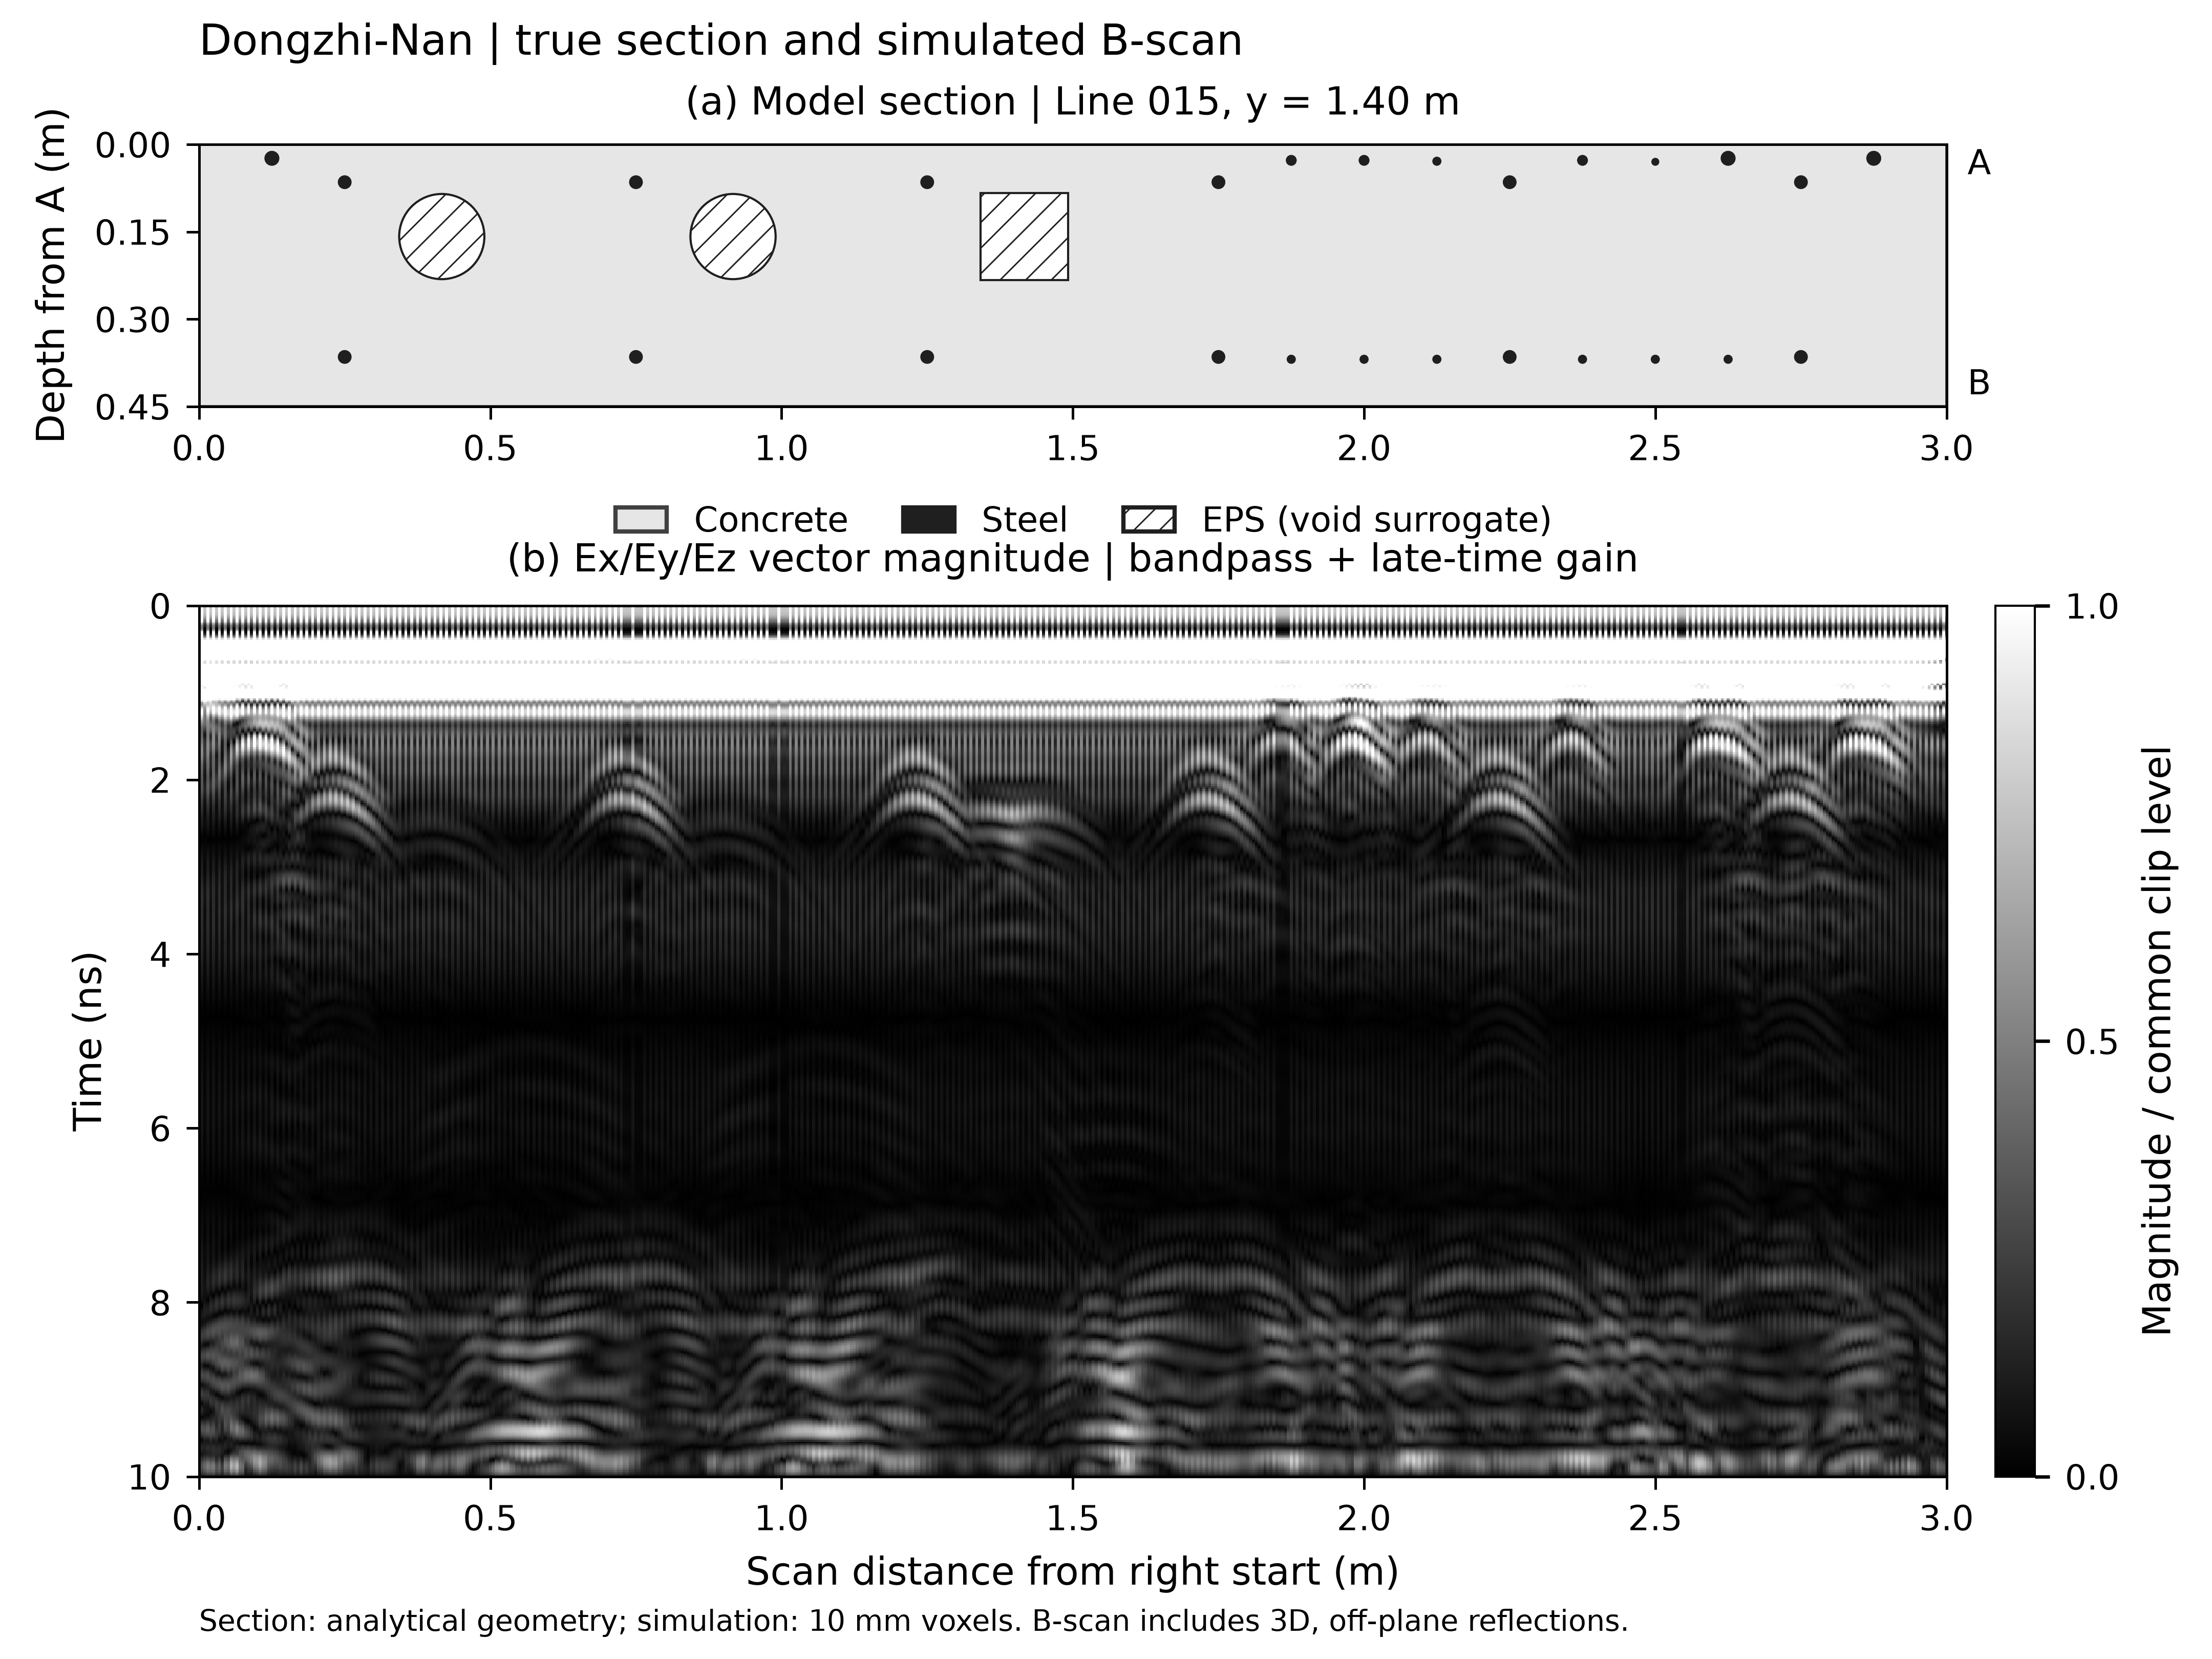 Dongzhi-Nan | true section and simulated B-scan
(a) Model section | Line 015, y = 1.40 m
Depth from A (m)
0.00
0.15
0.30
0.45
A
B
0.0 0.5 1.0 1.5 2.0 2.5 3.0
Concrete Steel EPS (void surrogate)
(b) Ex/Ey/Ez vector magnitude | bandpass + late-time gain
Time (ns)
0
2
4
6
8
10
0.0 0.5 1.0 1.5 2.0 2.5 3.0
Scan distance from right start (m)
1.0
0.5
0.0
Magnitude / common clip level
Section: analytical geometry; simulation: 10 mm voxels. B-scan includes 3D, off-plane reflections.